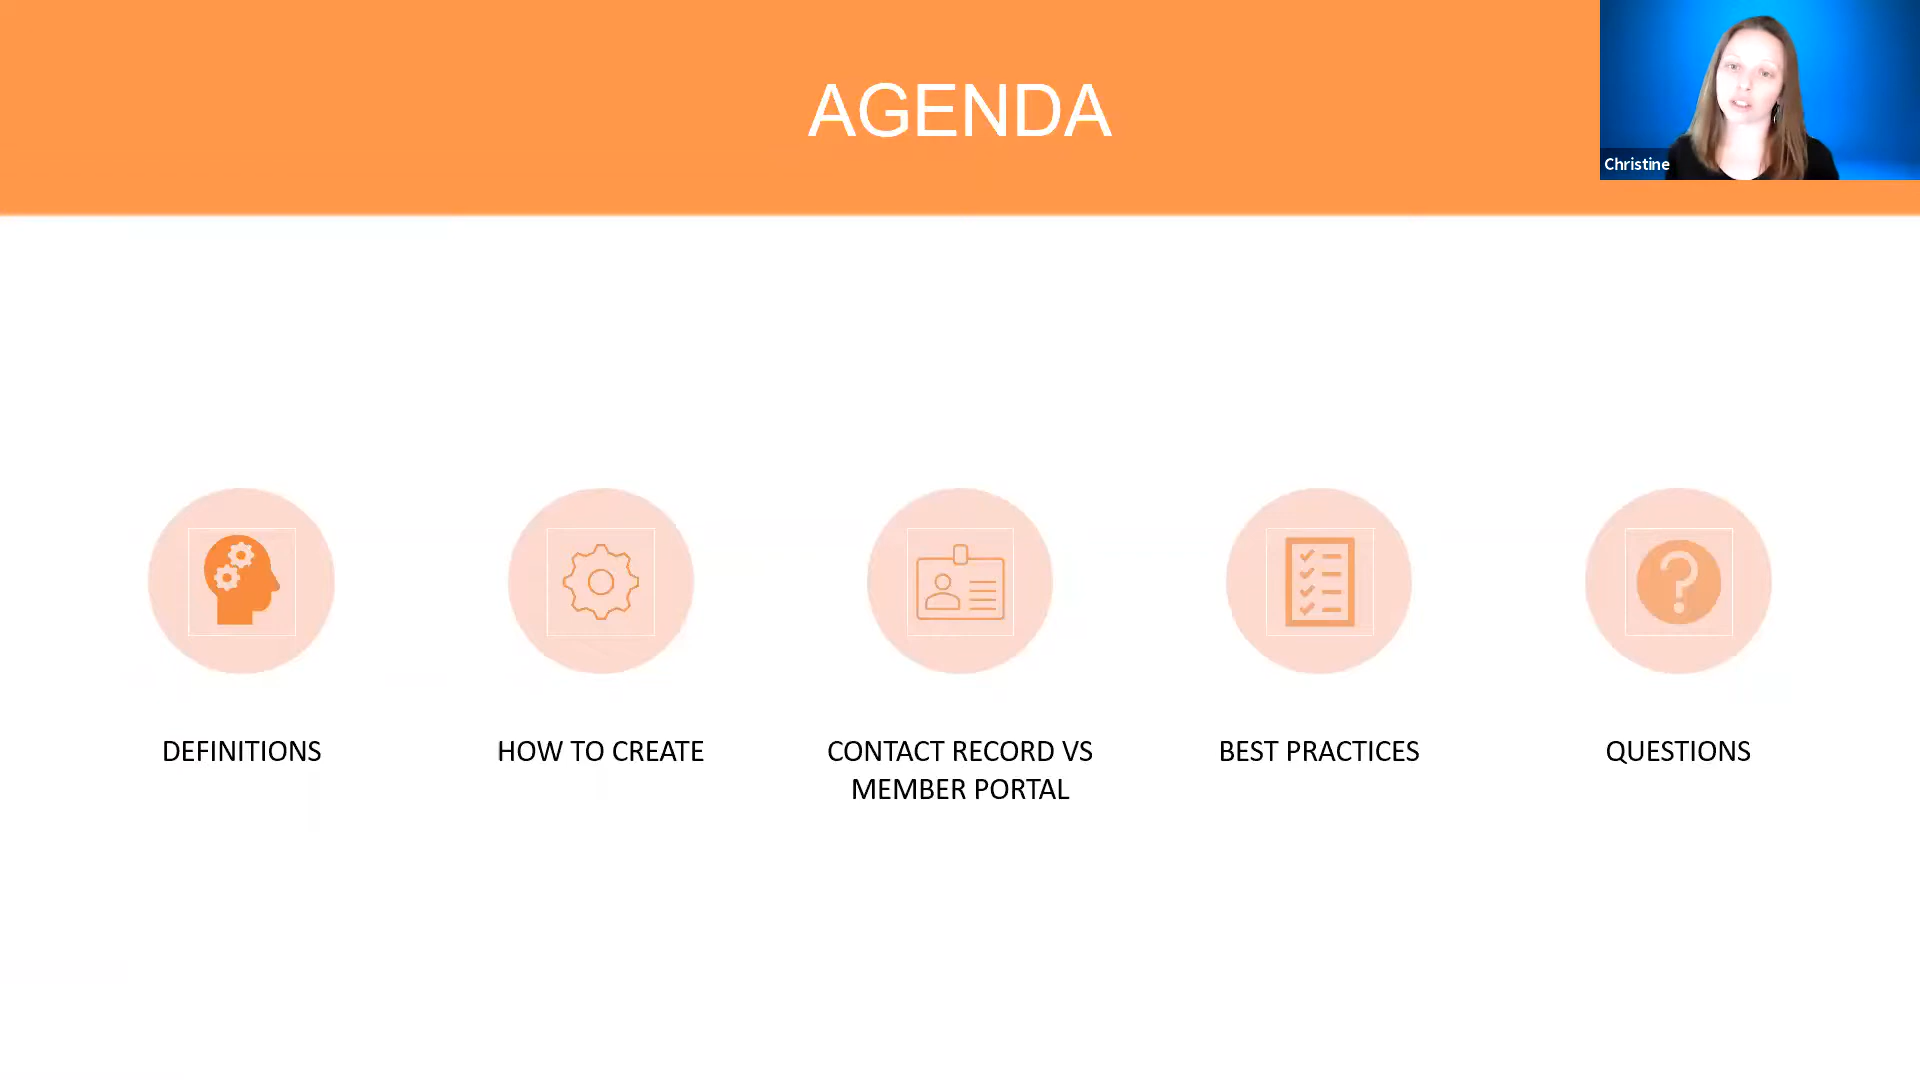 AGENDA
Christine
DEFINITIONS
HOW TO CREATE
CONTACT RECORD VS
MEMBER PORTAL
BEST PRACTICES
QUESTIONS